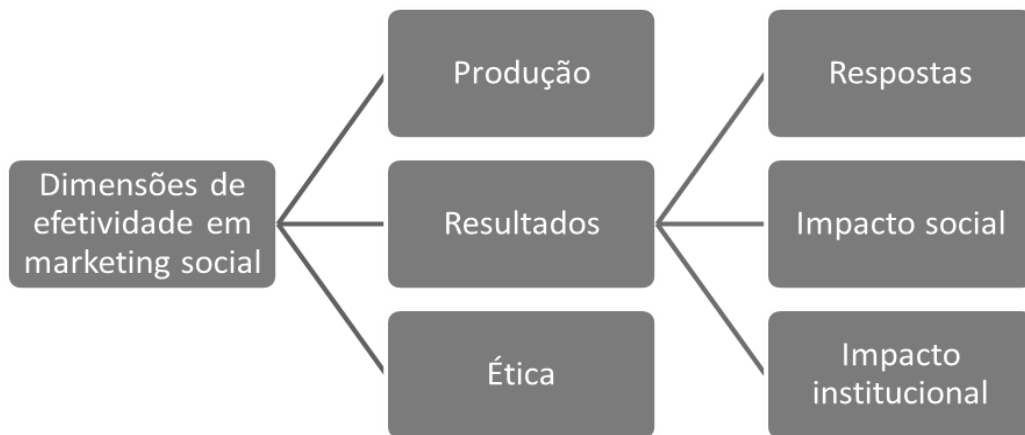 Dimensões de
efetividade em
marketing social
Produção
Resultados
Ética
Respostas
Impacto social
Impacto
institucional